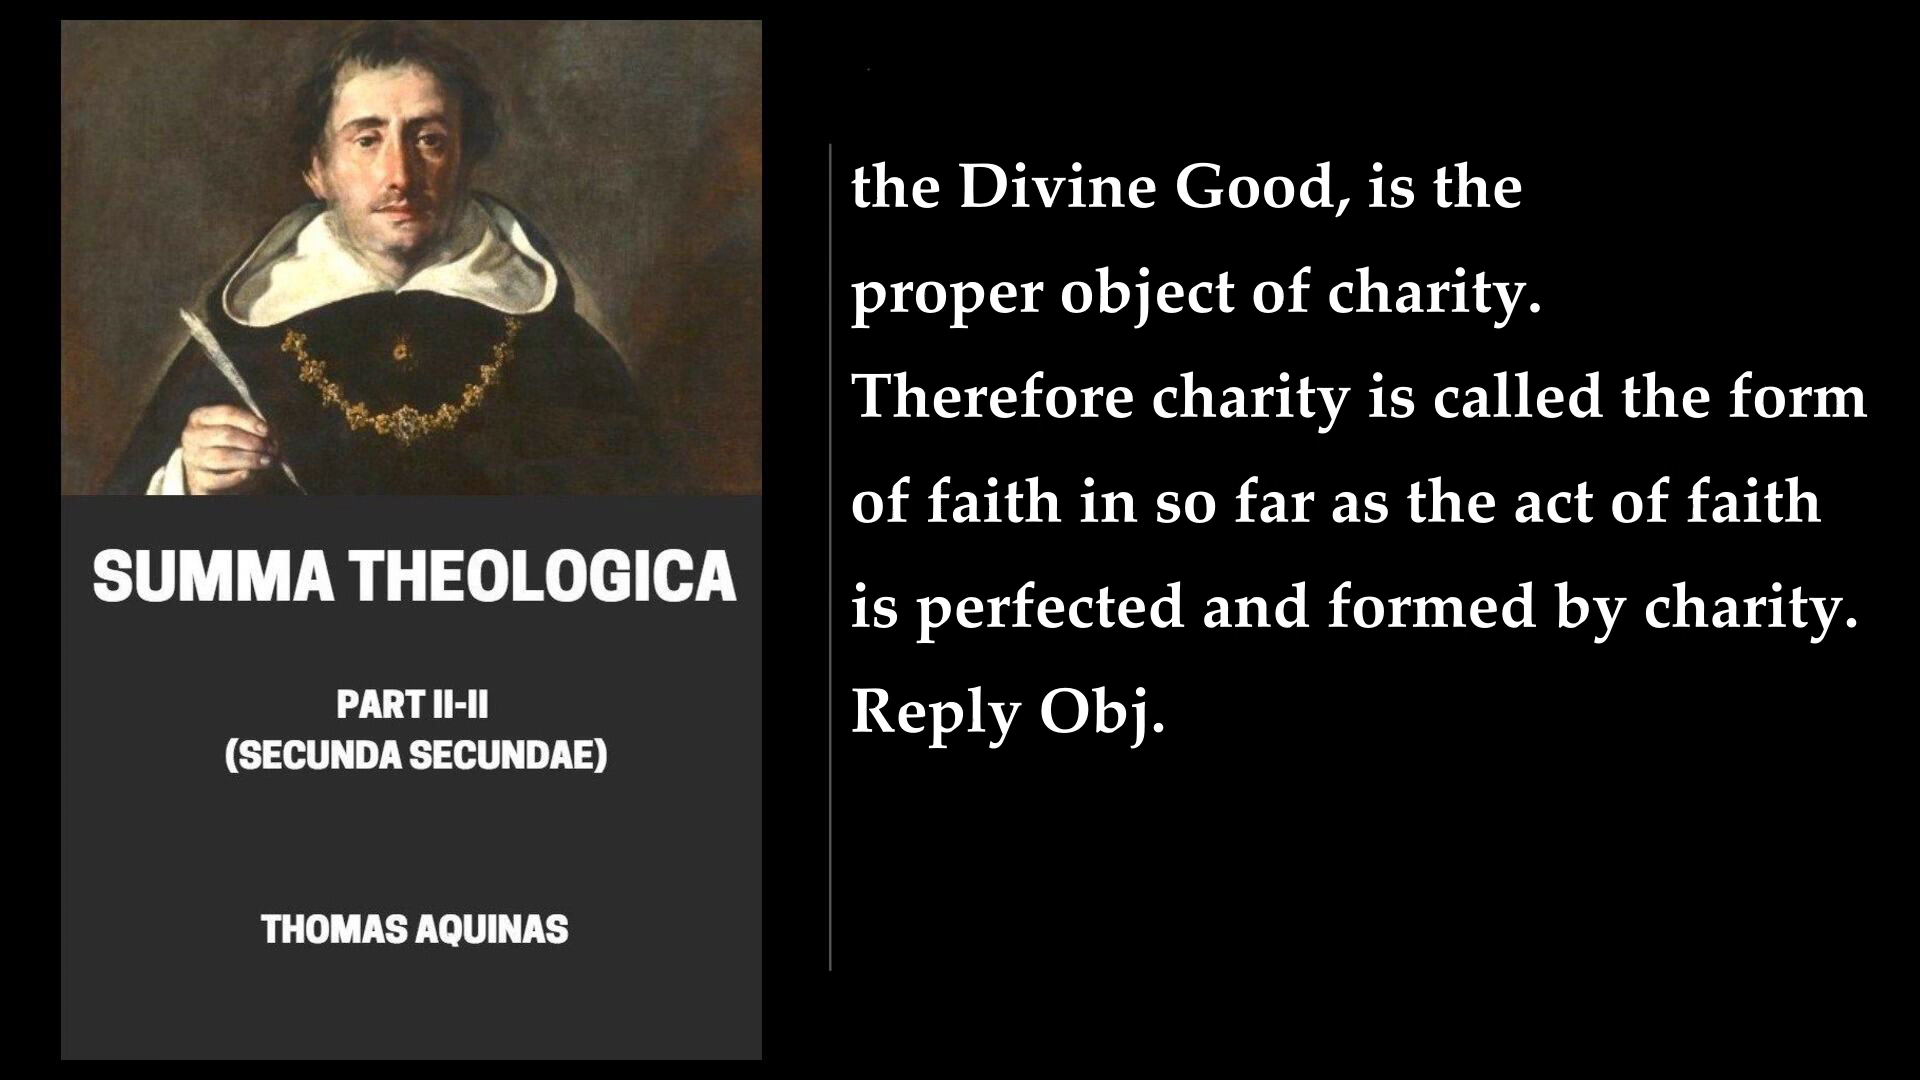 SUMMA THEOLOGICA
PART II-II
(SECUNDA SECUNDAE)
THOMAS AQUINAS
the Divine Good, is the
proper object of charity.
Therefore charity is called the form
of faith in so far as the act of faith
is perfected and formed by charity.
Reply Obj.